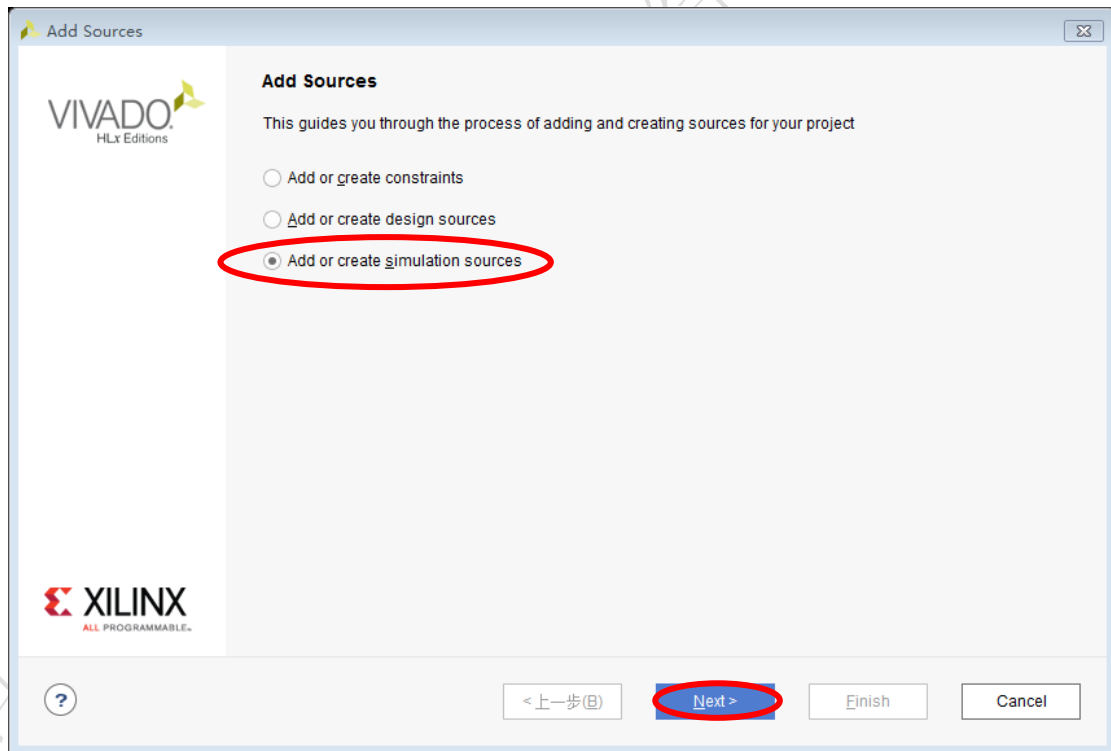 Add Sources
VIVADO.
HLx Editions
Add Sources
This guides you through the process of adding and creating sources for your project
Add or create constraints
Add or create design sources
Add or create simulation sources
XILINX
ALL PROGRAMMABLE.
?
<上一步(B)
Next >
Finish
Cancel